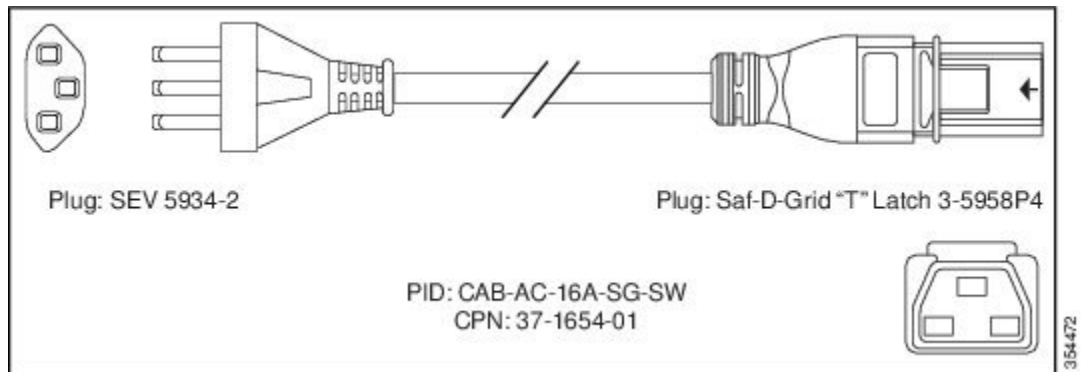 Plug: SEV 5934-2
Plug: Saf-D-Grid “T” Latch 3-5958P4
PID: CAB-AC-16A-SG-SW
CPN: 37-1654-01
354472